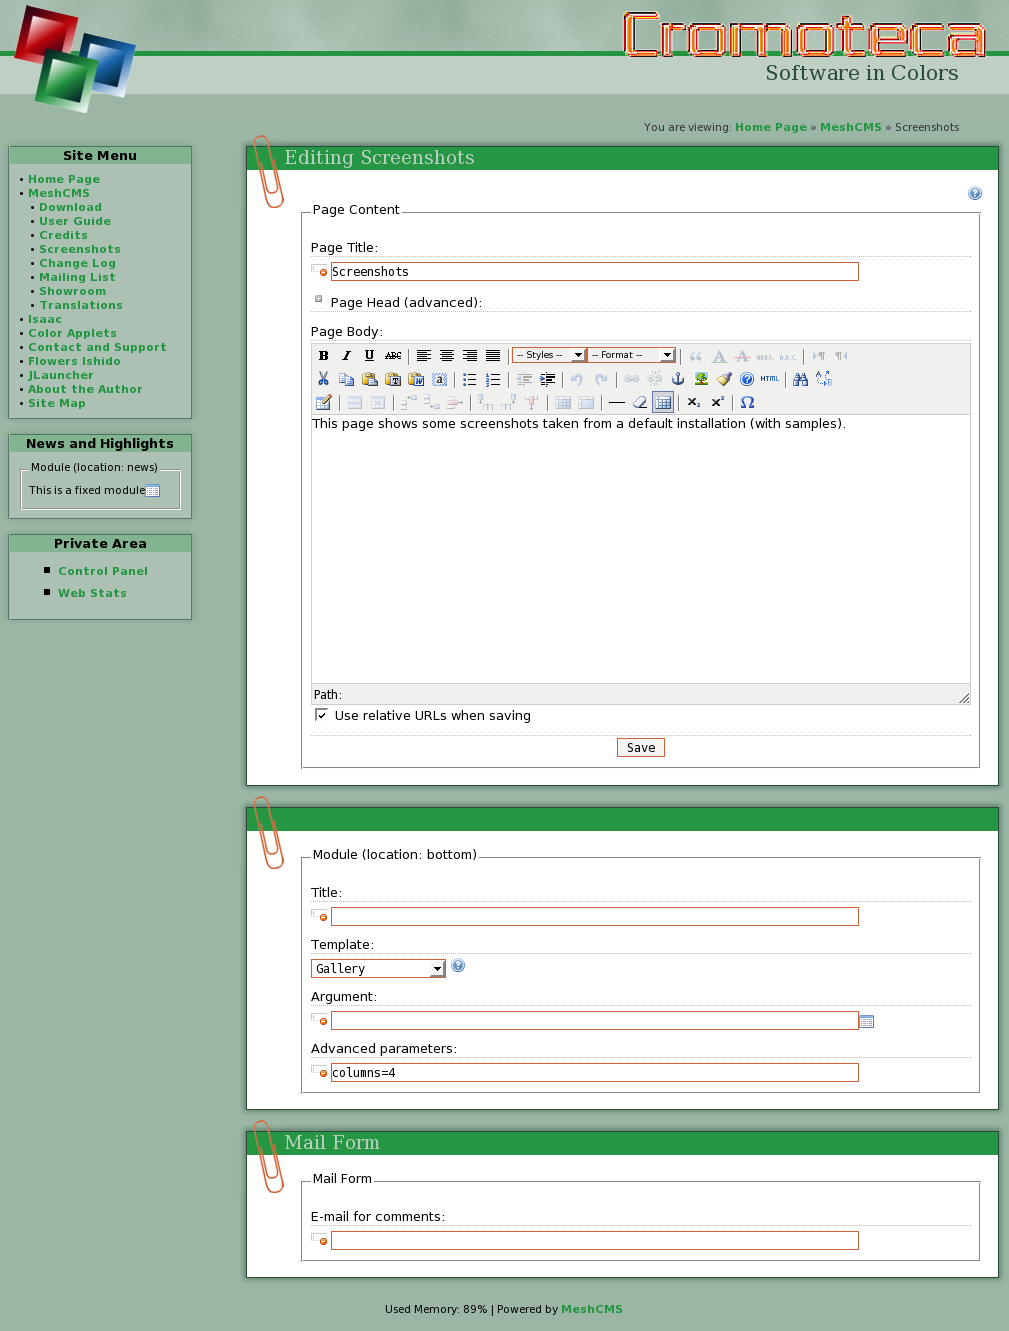 Cromoteca
Software in Colors
You are viewing: Home Page » MeshCMS » Screenshots
Site Menu
• Home Page
• MeshCMS
• Download
• User Guide
• Credits
• Screenshots
• Change Log
• Mailing List
• Showroom
• Translations
• Isaac
• Color Applets
• Contact and Support
• Flowers Ishido
• JLauncher
• About the Author
• Site Map
News and Highlights
Module (location: news)
This is a fixed module
Private Area
Control Panel
Web Stats
Editing Screenshots
Page Content
Page Title:
Screenshots
Page Head (advanced):
Page Body:
B I U ABC -- Styles -- -- Format -- ABBR. A.B.C.
HTML
This page shows some screenshots taken from a default installation (with samples).
Path:
Use relative URLs when saving
Save
Module (location: bottom)
Title:
Template:
Gallery
Argument:
Advanced parameters:
columns=4
Mail Form
Mail Form
E-mail for comments:
Used Memory: 89% | Powered by MeshCMS